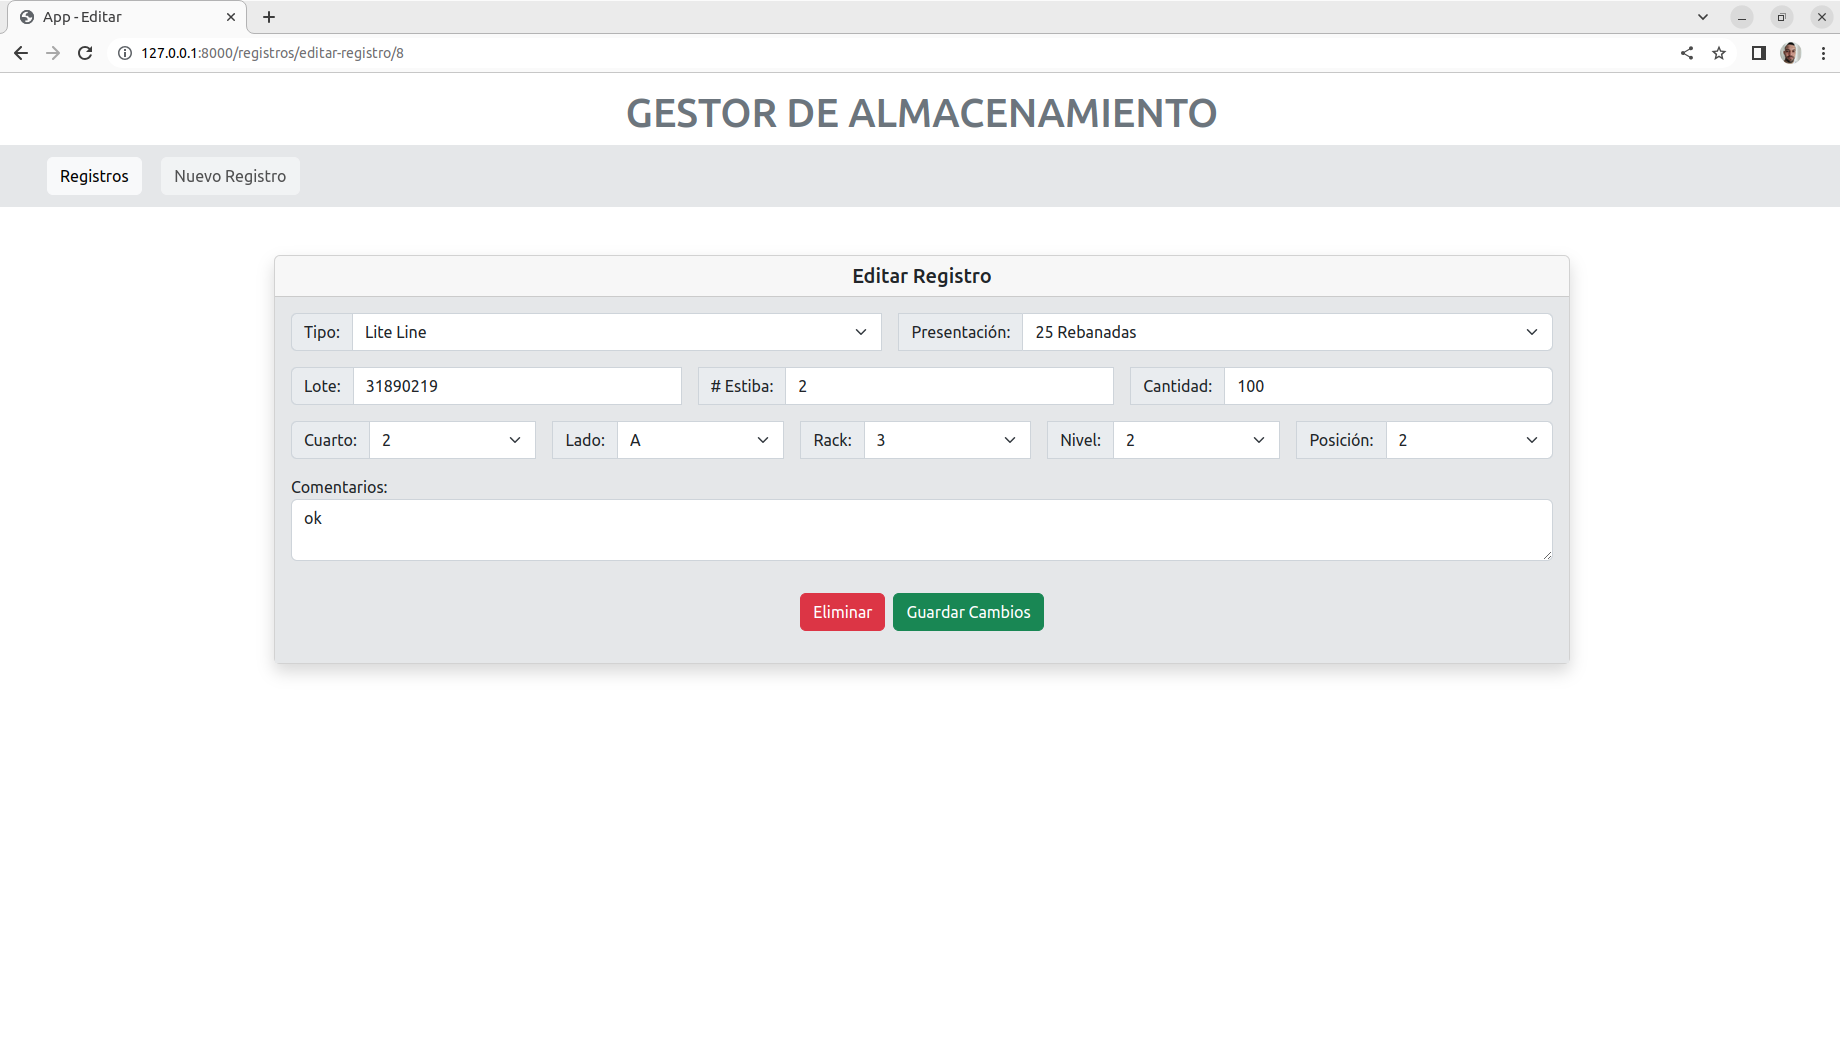 App - Editar
127.0.0.1:8000/registros/editar-registro/8
GESTOR DE ALMACENAMIENTO
Registros Nuevo Registro
Editar Registro
Tipo: Lite Line Presentación: 25 Rebanadas
Lote: 31890219 # Estiba: 2 Cantidad: 100
Cuarto: 2 Lado: A Rack: 3 Nivel: 2 Posición: 2
Comentarios:
ok
Eliminar Guardar Cambios